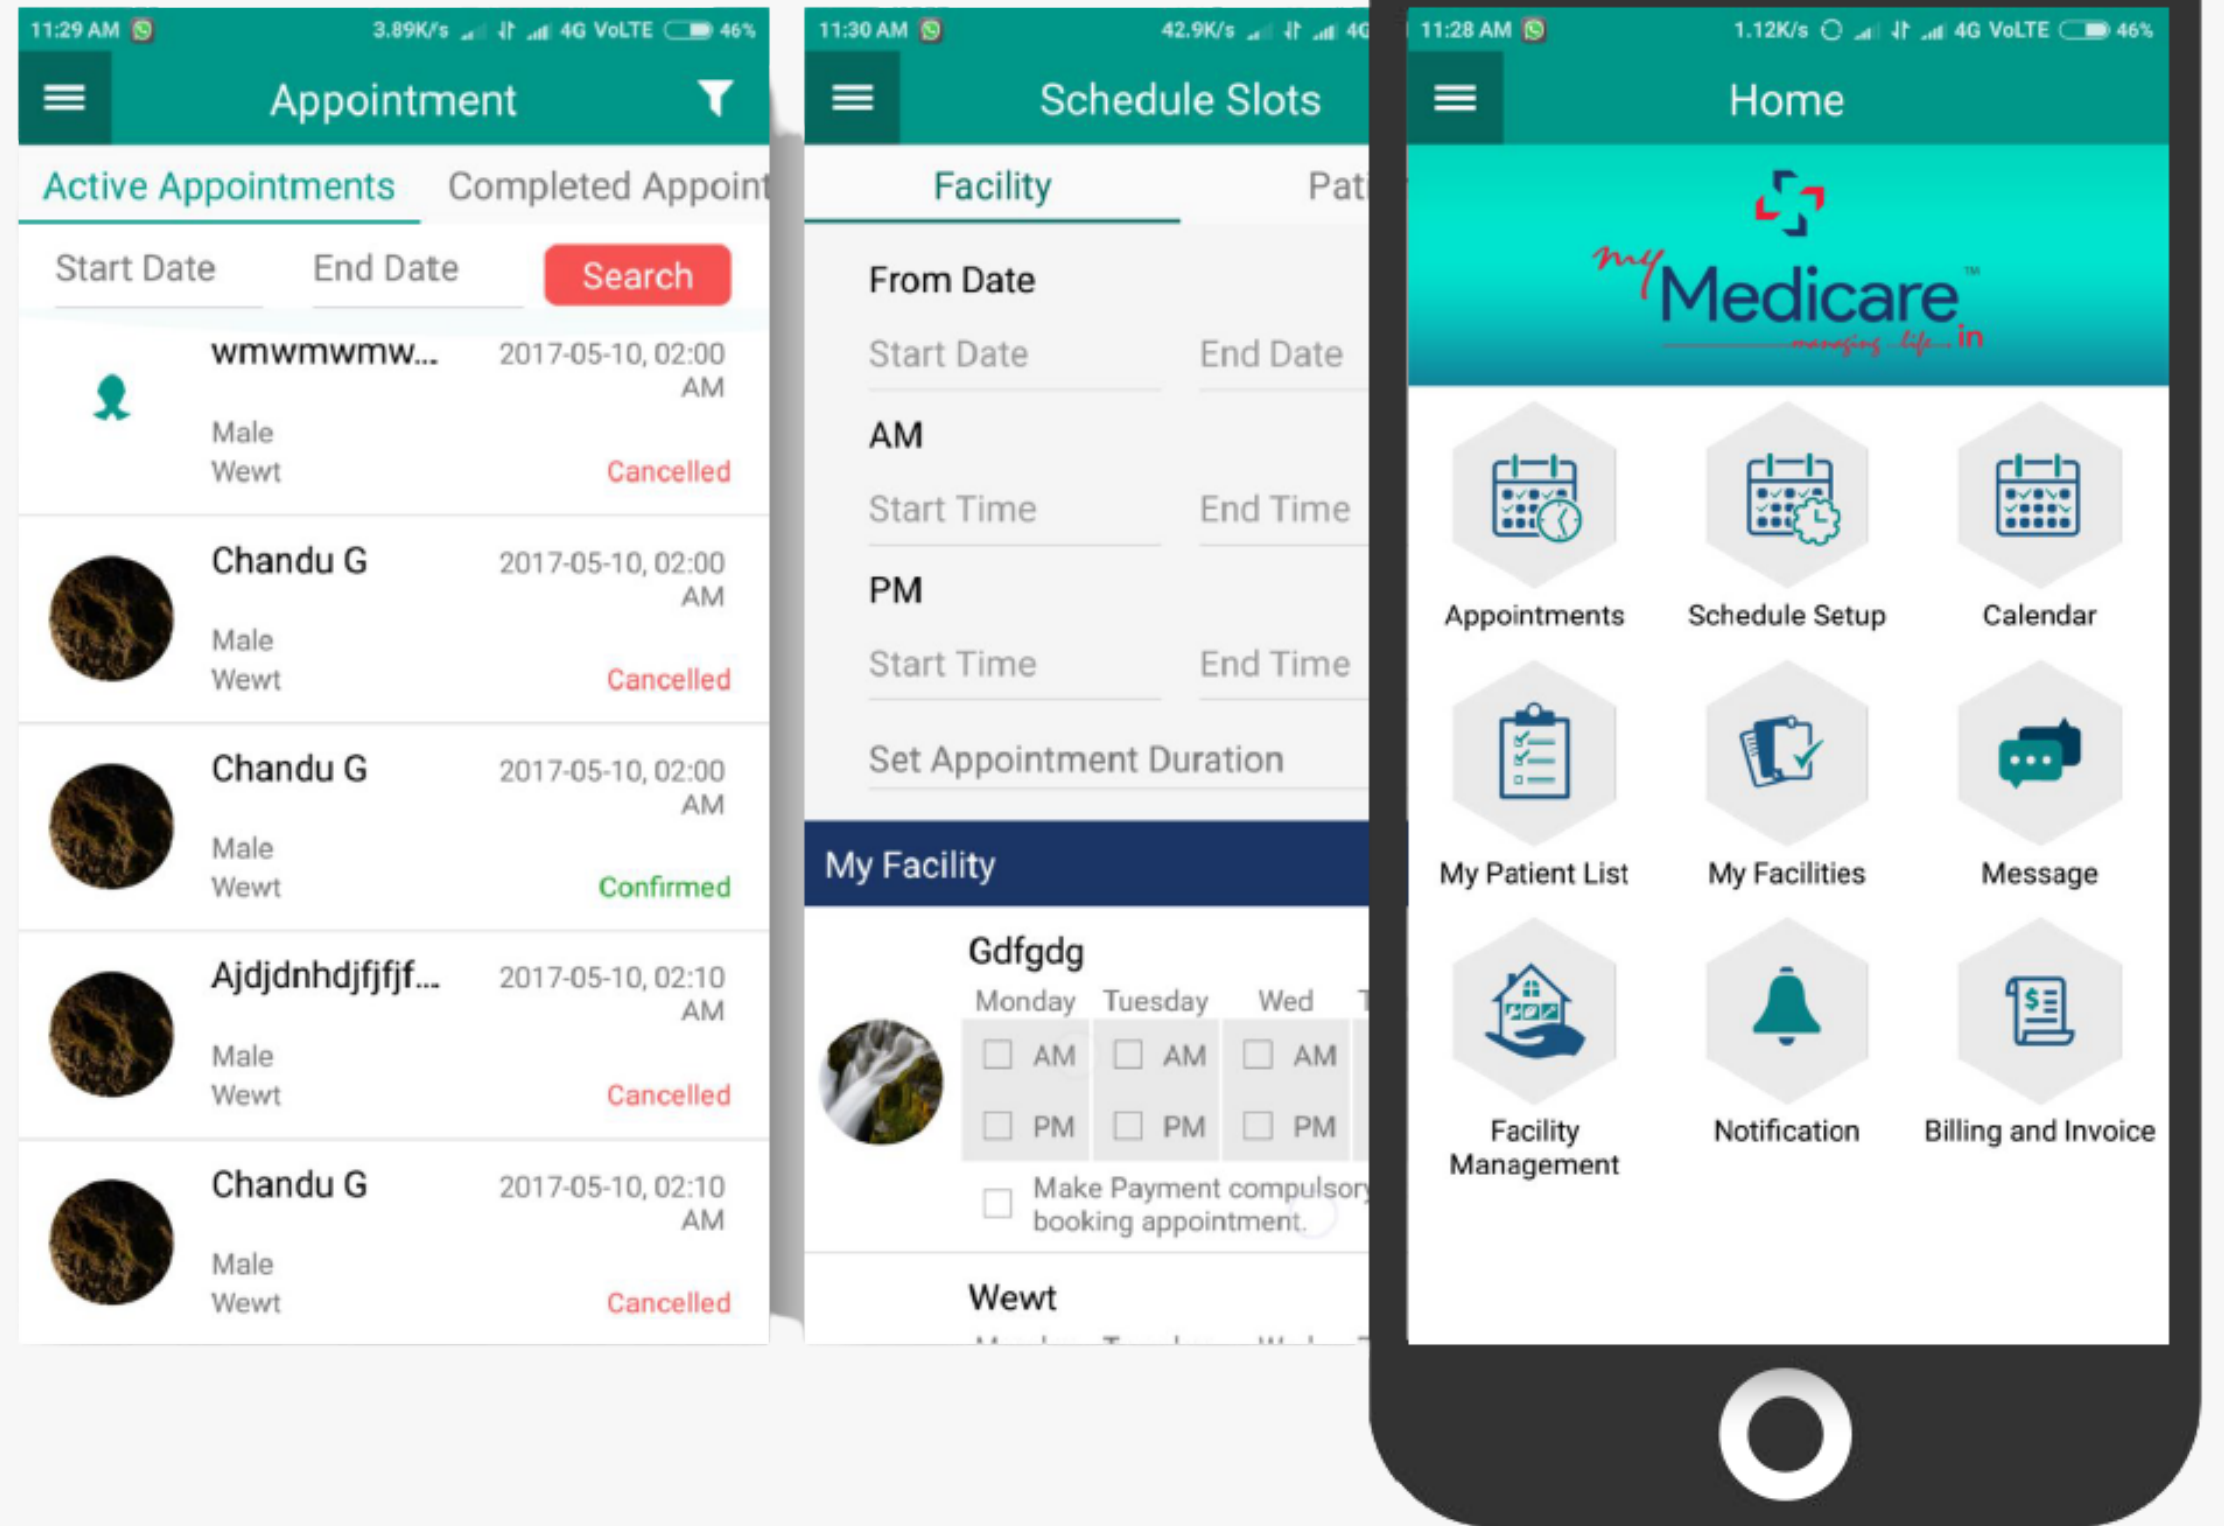 11:29 AM 3.89K/s 4G VoLTE 46%
Appointment
Active Appointments Completed Appoint
Start Date End Date Search
wmwmwmw... 2017-05-10, 02:00
AM
Male
Wewt Cancelled
Chandu G 2017-05-10, 02:00
AM
Male
Wewt Cancelled
Chandu G 2017-05-10, 02:00
AM
Male
Wewt Confirmed
Ajdjdnhdjfjfjf... 2017-05-10, 02:10
AM
Male
Wewt Cancelled
Chandu G 2017-05-10, 02:10
AM
Male
Wewt Cancelled
11:30 AM 42.9K/s 4G
Schedule Slots
Facility Pati
From Date
Start Date End Date
AM
Start Time End Time
PM
Start Time End Time
Set Appointment Duration
My Facility
Gdfgdg
Monday Tuesday Wed T
AM AM AM
PM PM PM
Make Payment compulsory
booking appointment.
Wewt
11:28 AM 1.12K/s 4G VoLTE 46%
Home
my
Medicare™
managing life in
Appointments Schedule Setup Calendar
My Patient List My Facilities Message
Facility Notification Billing and Invoice
Management